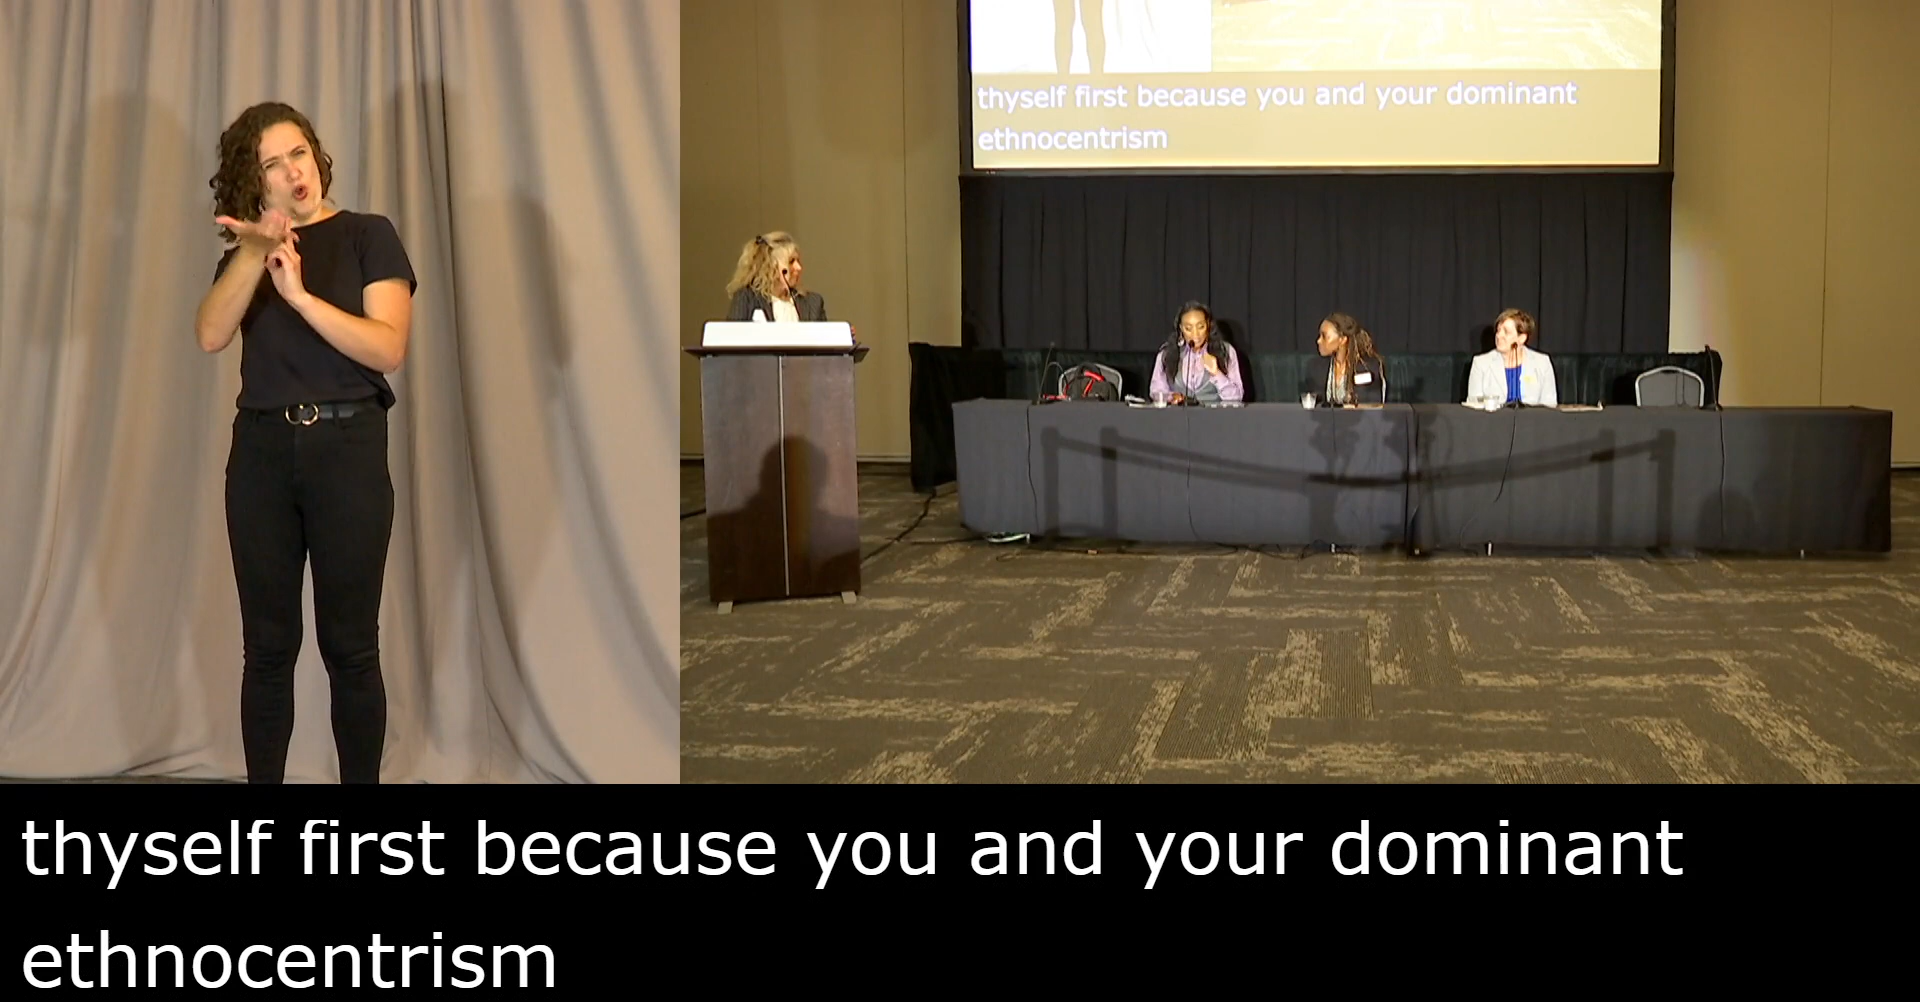 thyself first because you and your dominant
ethnocentrism
thyself first because you and your dominant
ethnocentrism